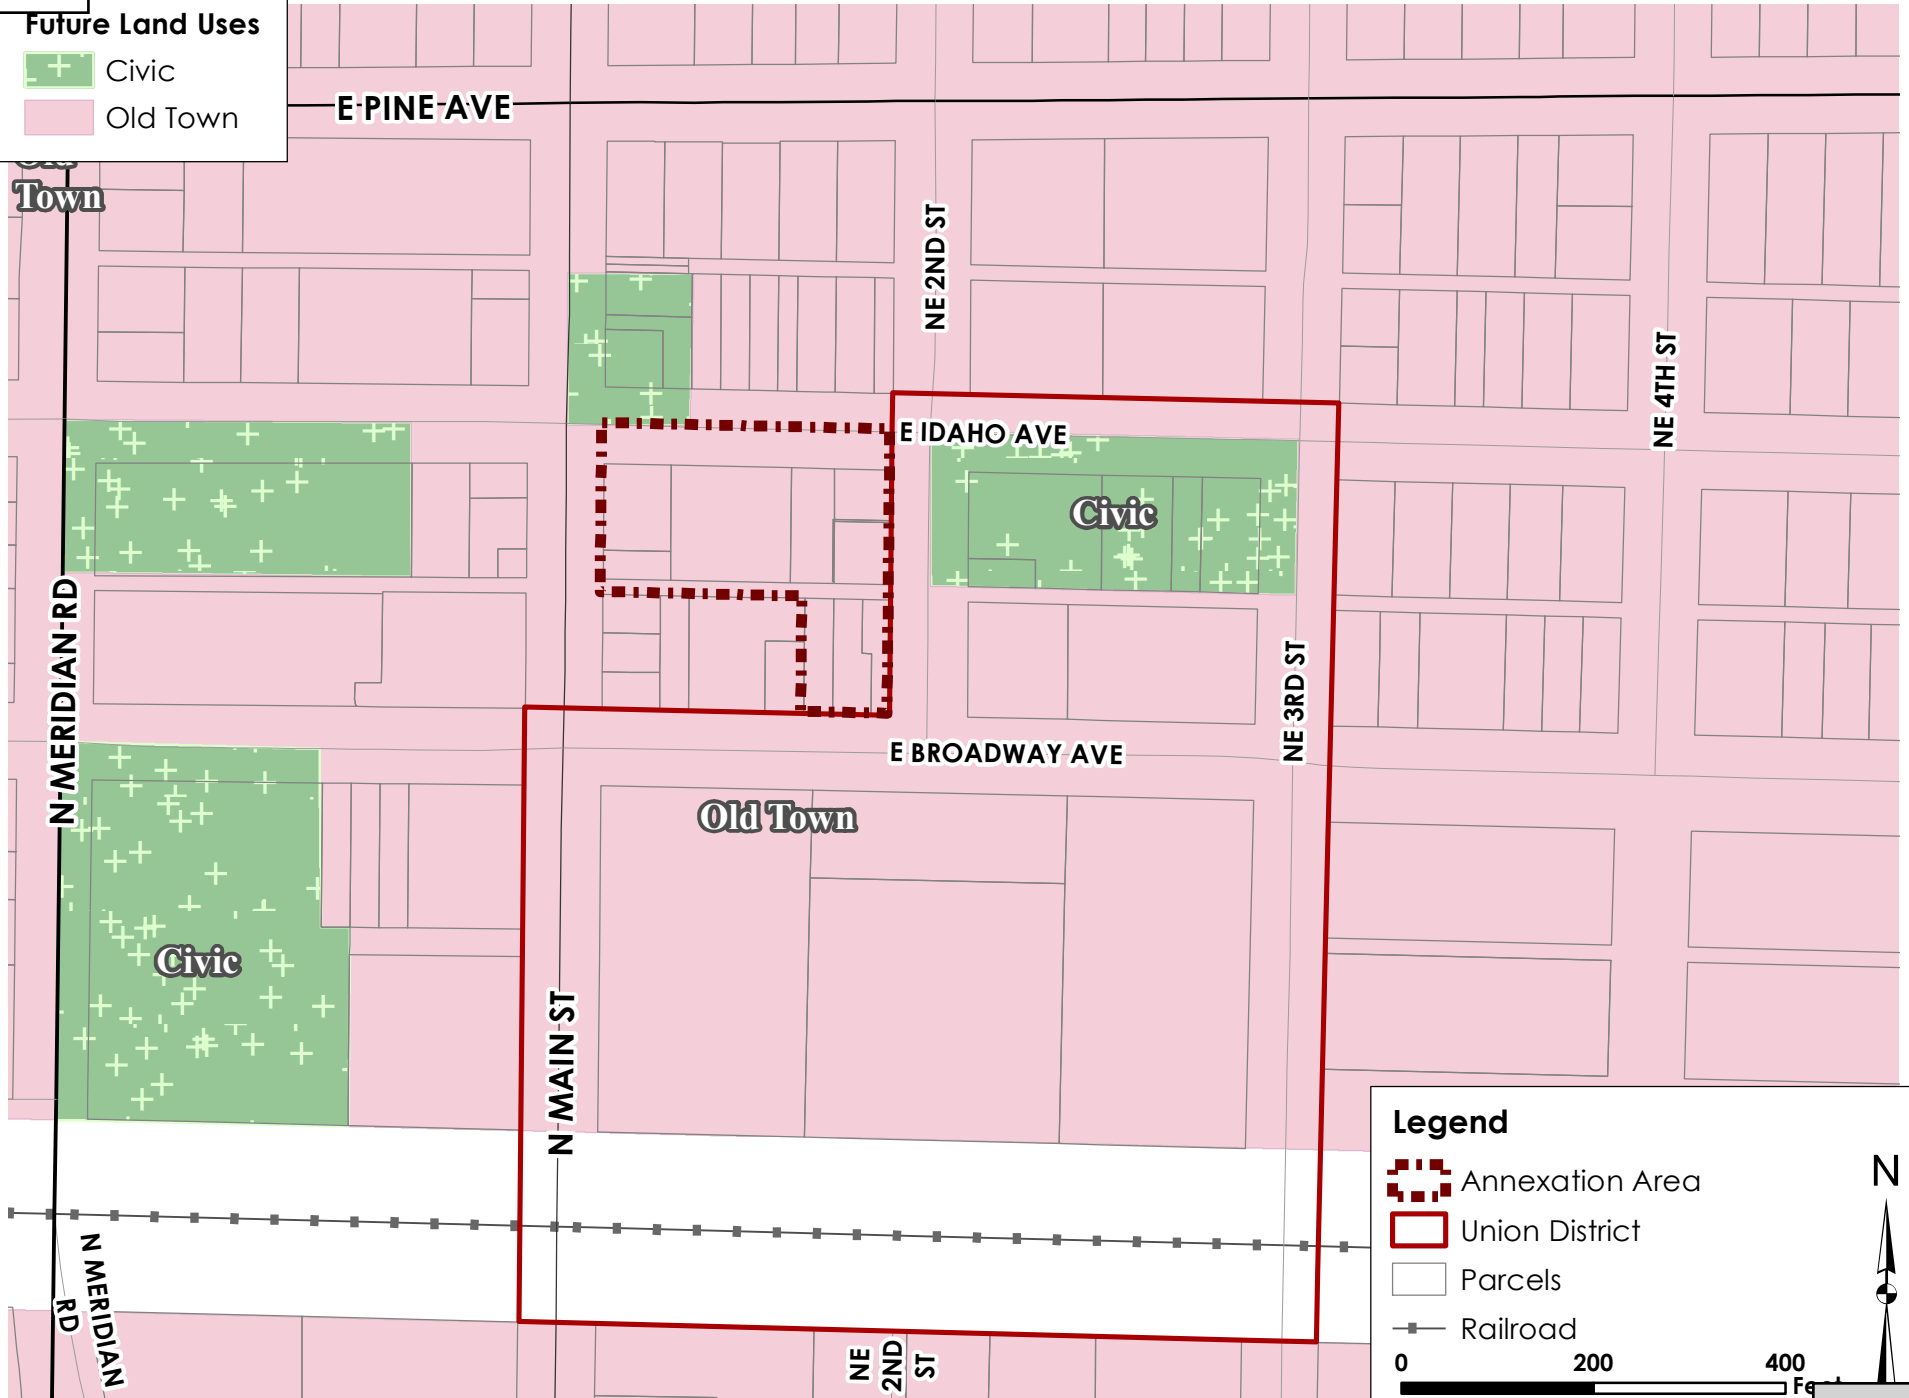 Future Land Uses
Civic
Old Town
E PINE AVE
Old
Town
NE 2ND ST
NE 4TH ST
E IDAHO AVE
Civic
N MERIDIAN RD
NE 3RD ST
E BROADWAY AVE
Old Town
Civic
N MAIN ST
Legend
Annexation Area
Union District
Parcels
Railroad
N
0 200 400
Feet
N MERIDIAN
RD
NE
2ND
ST